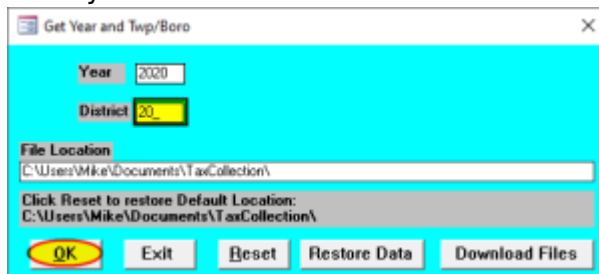 Get Year and Twp/Boro
Year 2020
District 20_
File Location
C:\Users\Mike\Documents\TaxCollection\
Click Reset to restore Default Location:
C:\Users\Mike\Documents\TaxCollection\
OK Exit Reset Restore Data Download Files